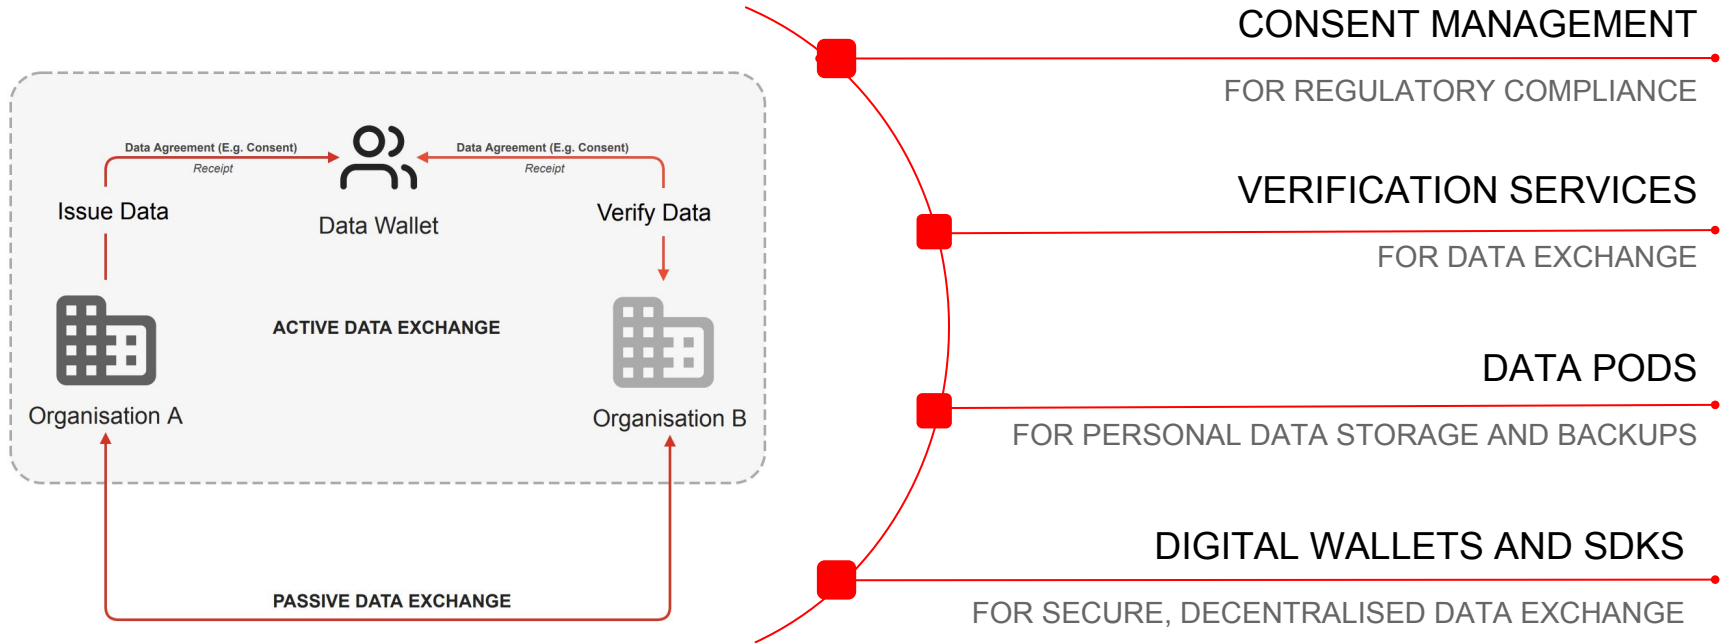 Data Agreement (E.g. Consent)
Receipt
Data Agreement (E.g. Consent)
Receipt
Issue Data
Data Wallet
Verify Data
ACTIVE DATA EXCHANGE
Organisation A
Organisation B
PASSIVE DATA EXCHANGE
CONSENT MANAGEMENT
FOR REGULATORY COMPLIANCE
VERIFICATION SERVICES
FOR DATA EXCHANGE
DATA PODS
FOR PERSONAL DATA STORAGE AND BACKUPS
DIGITAL WALLETS AND SDKS
FOR SECURE, DECENTRALISED DATA EXCHANGE